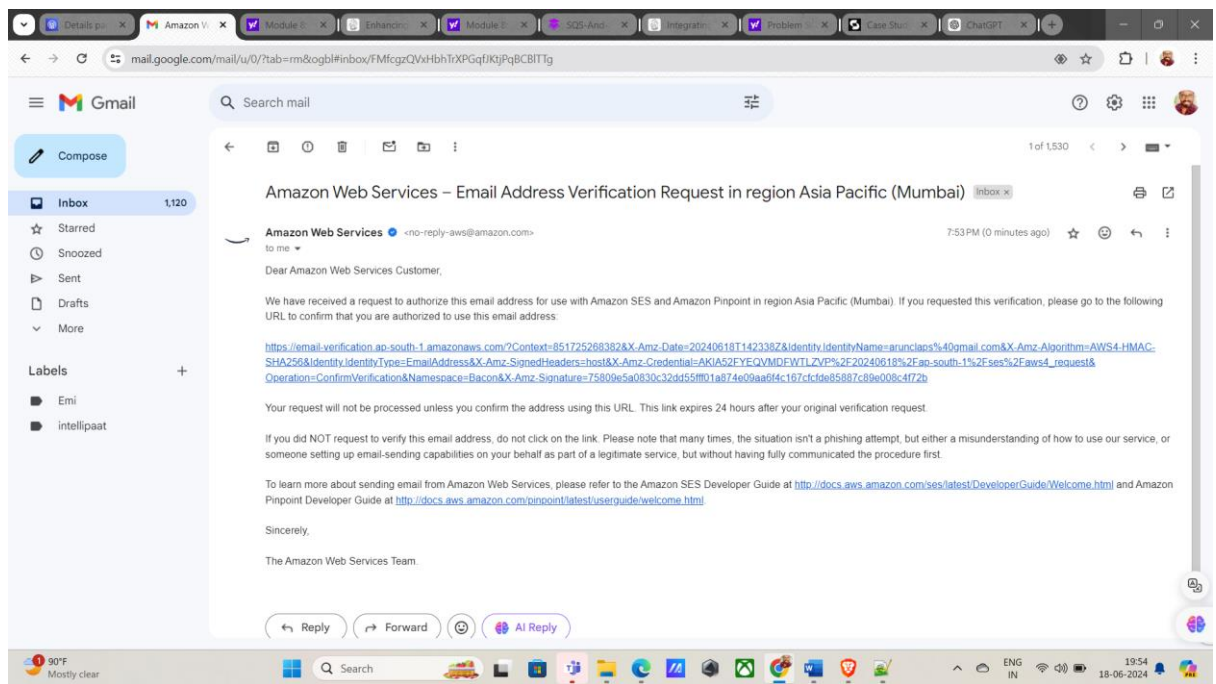 Details pa
Amazon W
Module 8
Enhancing
Module 8
SQS-And-
Integratin
Problem S
Case Stud
ChatGPT
mail.google.com/mail/u/0/?tab=rm&ogbl#inbox/FMfcgzQVxHbhTrXPGqfJKtjPqBCBlTTg
Gmail
Search mail
Compose
1 of 1,530
Inbox 1,120
Starred
Snoozed
Sent
Drafts
More
Labels +
Emi
intellipaat
Amazon Web Services – Email Address Verification Request in region Asia Pacific (Mumbai) Inbox ×
Amazon Web Services <no-reply-aws@amazon.com> 7:53 PM (0 minutes ago)
to me
Dear Amazon Web Services Customer,
We have received a request to authorize this email address for use with Amazon SES and Amazon Pinpoint in region Asia Pacific (Mumbai). If you requested this verification, please go to the following
URL to confirm that you are authorized to use this email address:
https://email-verification.ap-south-1.amazonaws.com/?Context=851725268382&X-Amz-Date=20240618T142338Z&Identity.IdentityName=arunclaps%40gmail.com&X-Amz-Algorithm=AWS4-HMAC-
SHA256&Identity.IdentityType=EmailAddress&X-Amz-SignedHeaders=host&X-Amz-Credential=AKIA52FYEQVMDFWTLZVP%2F20240618%2Fap-south-1%2Fses%2Faws4_request&
Operation=ConfirmVerification&Namespace=Bacon&X-Amz-Signature=75809e5a0830c32dd55fff01a874e09aa6f4c167cfcfde85887c89e008c4f72b
Your request will not be processed unless you confirm the address using this URL. This link expires 24 hours after your original verification request.
If you did NOT request to verify this email address, do not click on the link. Please note that many times, the situation isn't a phishing attempt, but either a misunderstanding of how to use our service, or
someone setting up email-sending capabilities on your behalf as part of a legitimate service, but without having fully communicated the procedure first.
To learn more about sending email from Amazon Web Services, please refer to the Amazon SES Developer Guide at http://docs.aws.amazon.com/ses/latest/DeveloperGuide/Welcome.html and Amazon
Pinpoint Developer Guide at http://docs.aws.amazon.com/pinpoint/latest/userguide/welcome.html.
Sincerely,
The Amazon Web Services Team.
Reply
Forward
AI Reply
1
90°F
Mostly clear
Search
ENG
IN
19:54
18-06-2024